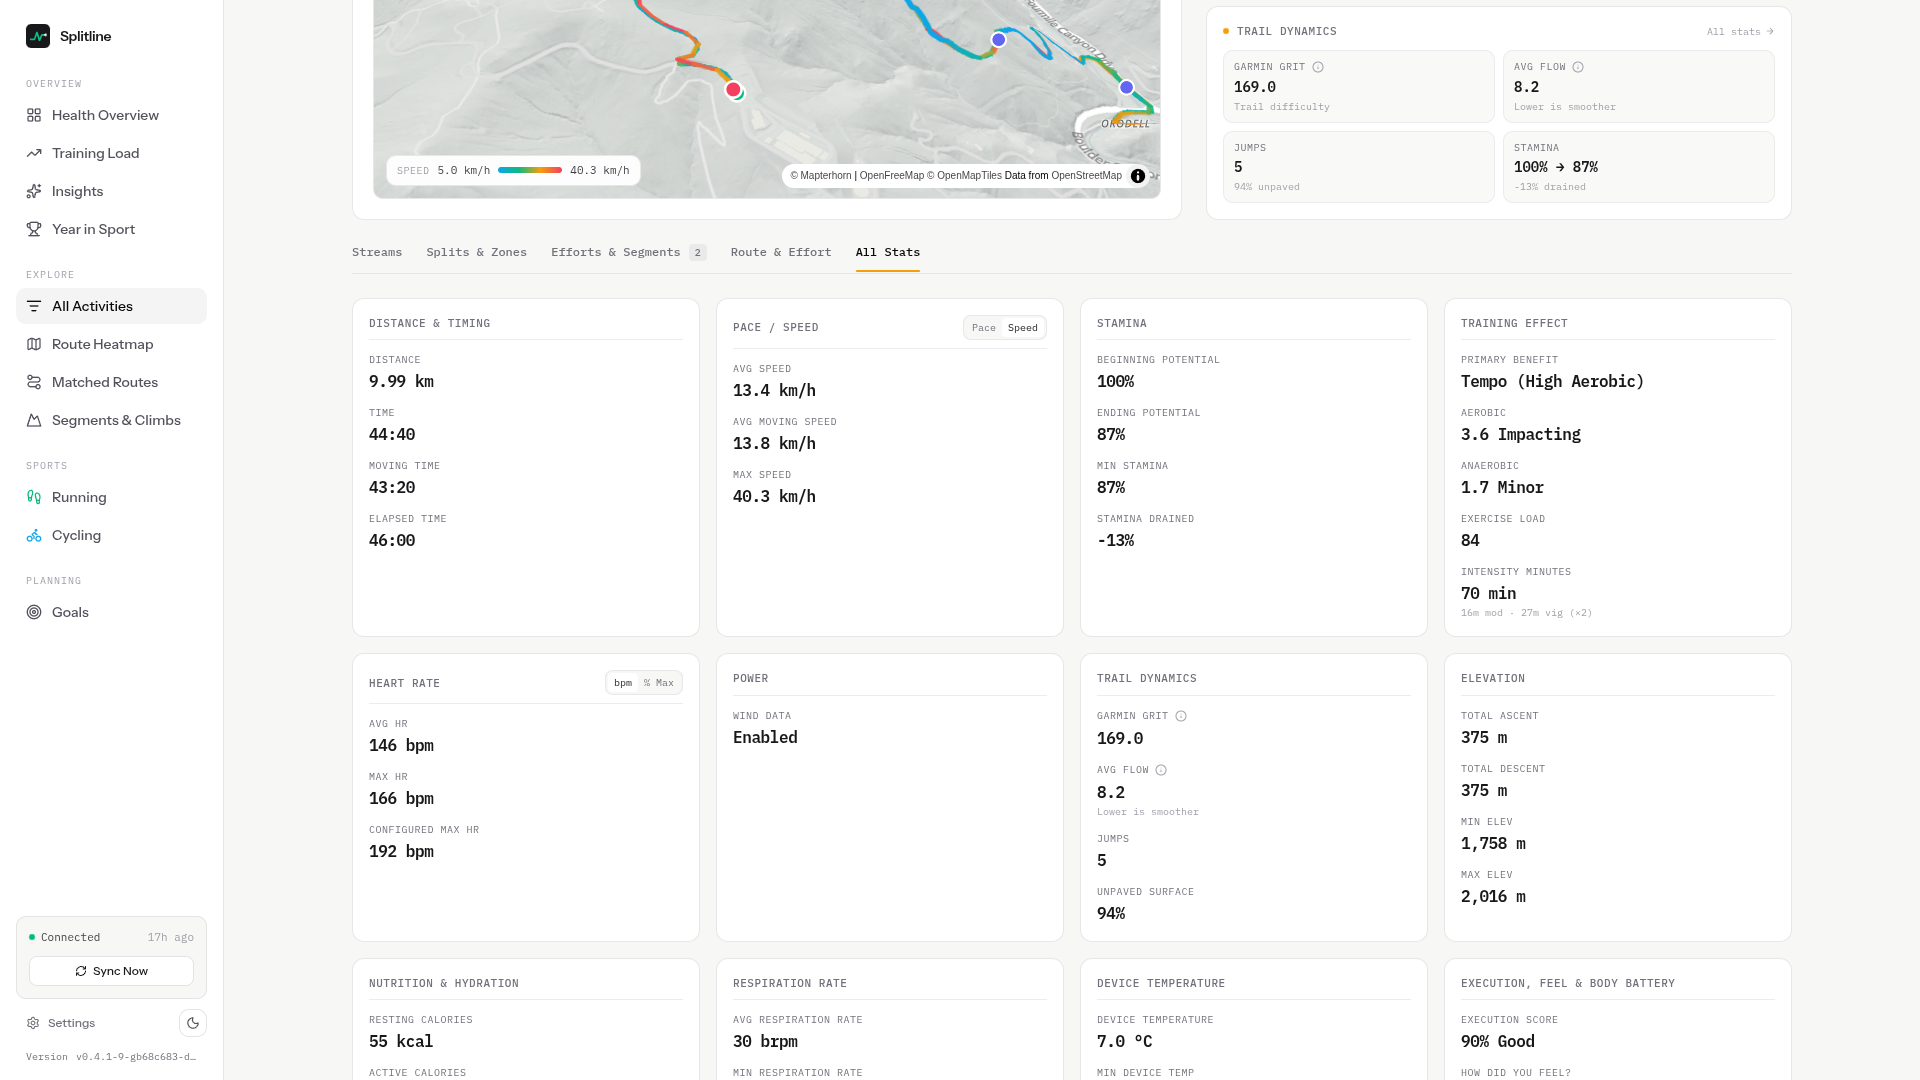 Splitline
OVERVIEW
Health Overview
Training Load
Insights
Year in Sport
EXPLORE
All Activities
Route Heatmap
Matched Routes
Segments & Climbs
SPORTS
Running
Cycling
PLANNING
Goals
Connected 17h ago
Sync Now
Settings
Version v0.4.1-9-gb68c683-d…
Fourmile Canyon Dr
ORODELL
Boulder
SPEED 5.0 km/h 40.3 km/h
© Mapterhorn | OpenFreeMap © OpenMapTiles Data from OpenStreetMap
TRAIL DYNAMICS All stats →
GARMIN GRIT
169.0
Trail difficulty
AVG FLOW
8.2
Lower is smoother
JUMPS
5
94% unpaved
STAMINA
100% → 87%
-13% drained
Streams Splits & Zones Efforts & Segments 2 Route & Effort All Stats
DISTANCE & TIMING
DISTANCE
9.99 km
TIME
44:40
MOVING TIME
43:20
ELAPSED TIME
46:00
PACE / SPEED Pace Speed
AVG SPEED
13.4 km/h
AVG MOVING SPEED
13.8 km/h
MAX SPEED
40.3 km/h
STAMINA
BEGINNING POTENTIAL
100%
ENDING POTENTIAL
87%
MIN STAMINA
87%
STAMINA DRAINED
-13%
TRAINING EFFECT
PRIMARY BENEFIT
Tempo (High Aerobic)
AEROBIC
3.6 Impacting
ANAEROBIC
1.7 Minor
EXERCISE LOAD
84
INTENSITY MINUTES
70 min
16m mod · 27m vig (×2)
HEART RATE bpm % Max
AVG HR
146 bpm
MAX HR
166 bpm
CONFIGURED MAX HR
192 bpm
POWER
WIND DATA
Enabled
TRAIL DYNAMICS
GARMIN GRIT
169.0
AVG FLOW
8.2
Lower is smoother
JUMPS
5
UNPAVED SURFACE
94%
ELEVATION
TOTAL ASCENT
375 m
TOTAL DESCENT
375 m
MIN ELEV
1,758 m
MAX ELEV
2,016 m
NUTRITION & HYDRATION
RESTING CALORIES
55 kcal
ACTIVE CALORIES
RESPIRATION RATE
AVG RESPIRATION RATE
30 brpm
MIN RESPIRATION RATE
DEVICE TEMPERATURE
DEVICE TEMPERATURE
7.0 °C
MIN DEVICE TEMP
EXECUTION, FEEL & BODY BATTERY
EXECUTION SCORE
90% Good
HOW DID YOU FEEL?